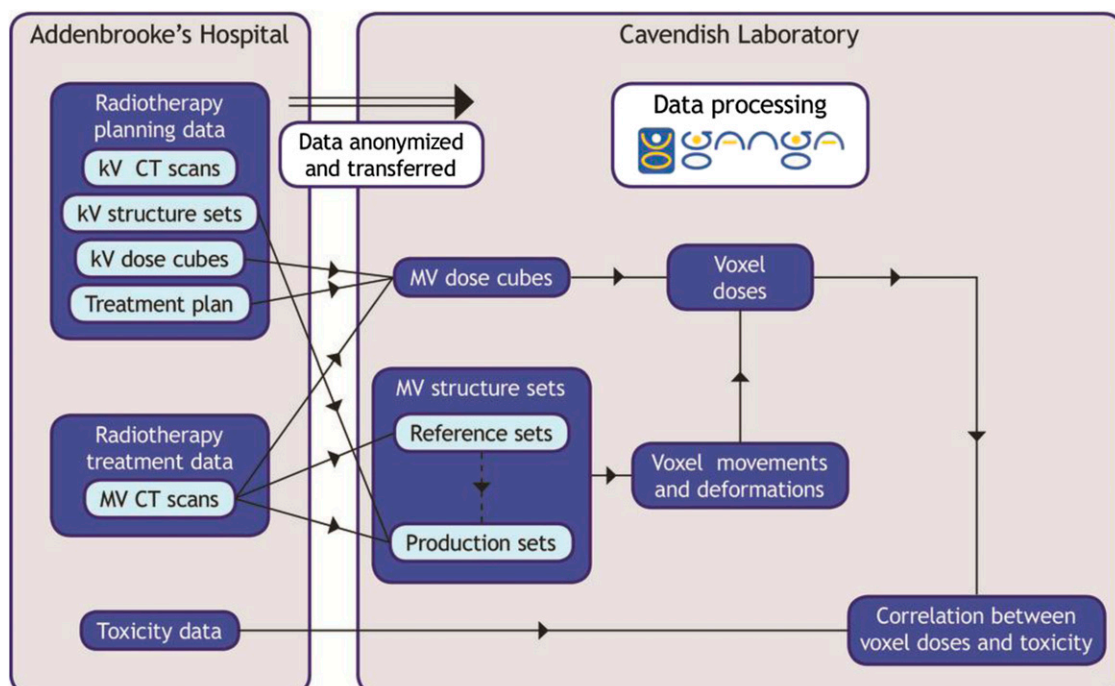 Addenbrooke's Hospital
Radiotherapy
planning data
kV CT scans
kV structure sets
kV dose cubes
Treatment plan
Radiotherapy
treatment data
MV CT scans
Toxicity data
Data anonymized
and transferred
Cavendish Laboratory
Data processing
ganga
MV dose cubes
Voxel
doses
MV structure sets
Reference sets
Production sets
Voxel movements
and deformations
Correlation between
voxel doses and toxicity